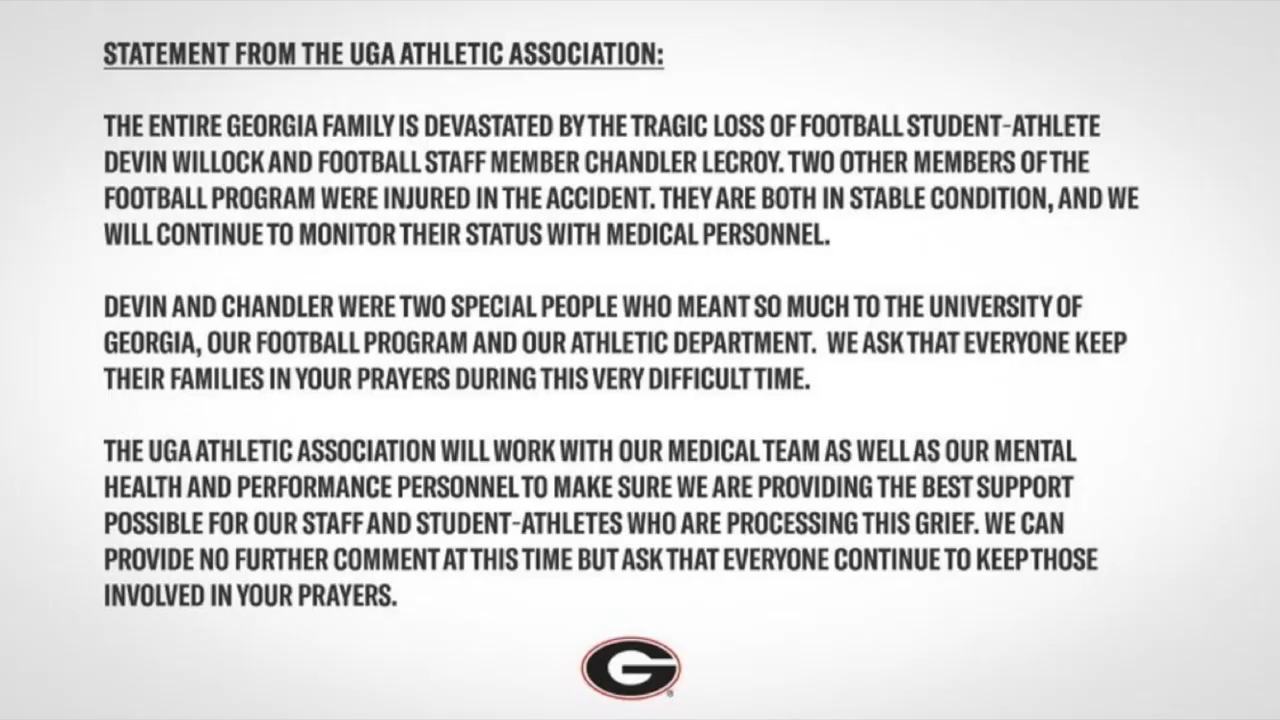 STATEMENT FROM THE UGA ATHLETIC ASSOCIATION:
THE ENTIRE GEORGIA FAMILY IS DEVASTATED BY THE TRAGIC LOSS OF FOOTBALL STUDENT-ATHLETE
DEVIN WILLOCK AND FOOTBALL STAFF MEMBER CHANDLER LECROY. TWO OTHER MEMBERS OF THE
FOOTBALL PROGRAM WERE INJURED IN THE ACCIDENT. THEY ARE BOTH IN STABLE CONDITION, AND WE
WILL CONTINUE TO MONITOR THEIR STATUS WITH MEDICAL PERSONNEL.
DEVIN AND CHANDLER WERE TWO SPECIAL PEOPLE WHO MEANT SO MUCH TO THE UNIVERSITY OF
GEORGIA, OUR FOOTBALL PROGRAM AND OUR ATHLETIC DEPARTMENT. WE ASK THAT EVERYONE KEEP
THEIR FAMILIES IN YOUR PRAYERS DURING THIS VERY DIFFICULT TIME.
THE UGA ATHLETIC ASSOCIATION WILL WORK WITH OUR MEDICAL TEAM AS WELL AS OUR MENTAL
HEALTH AND PERFORMANCE PERSONNEL TO MAKE SURE WE ARE PROVIDING THE BEST SUPPORT
POSSIBLE FOR OUR STAFF AND STUDENT-ATHLETES WHO ARE PROCESSING THIS GRIEF. WE CAN
PROVIDE NO FURTHER COMMENT AT THIS TIME BUT ASK THAT EVERYONE CONTINUE TO KEEP THOSE
INVOLVED IN YOUR PRAYERS.
G®